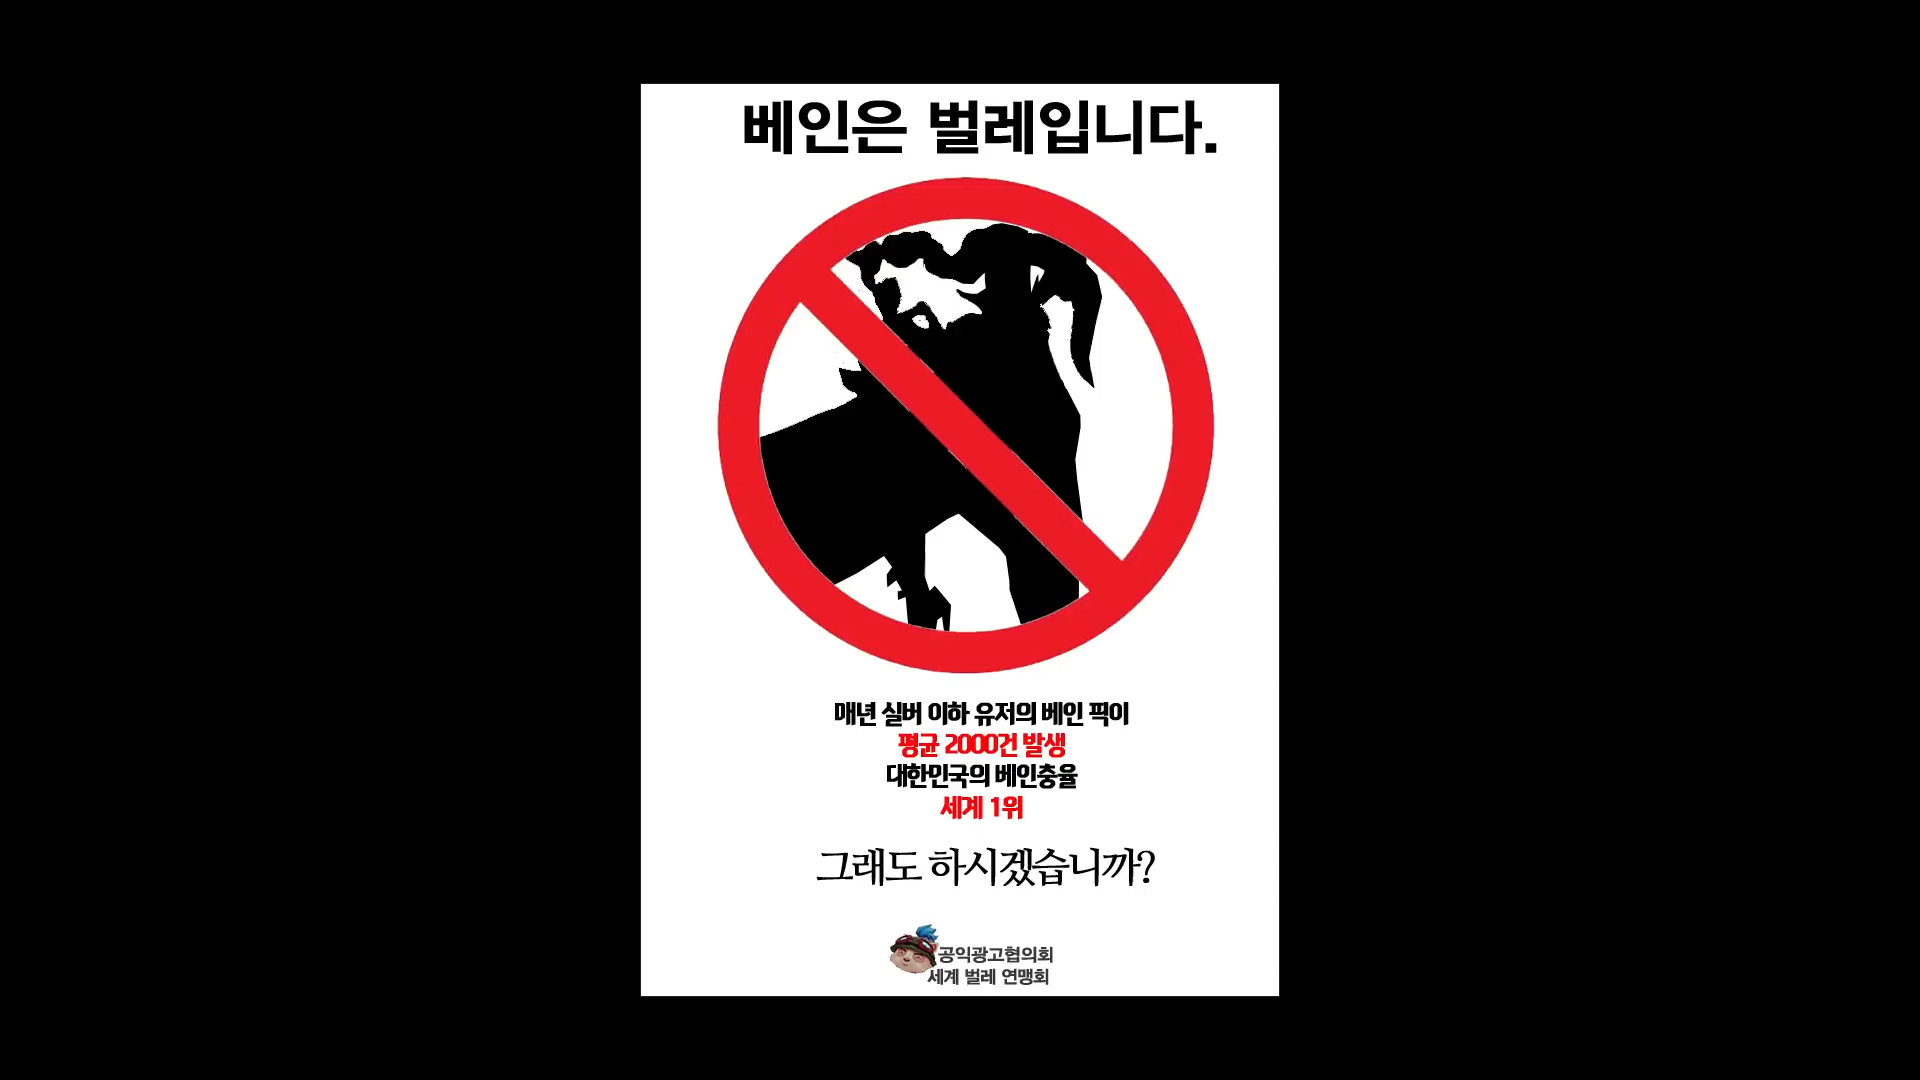 베인은 벌레입니다.
매년 실버 이하 유저의 베인 픽이
평균 2000건 발생
대한민국의 베인충율
세계 1위
그래도 하시겠습니까?
공익광고협의회
세계 벌레 연맹회